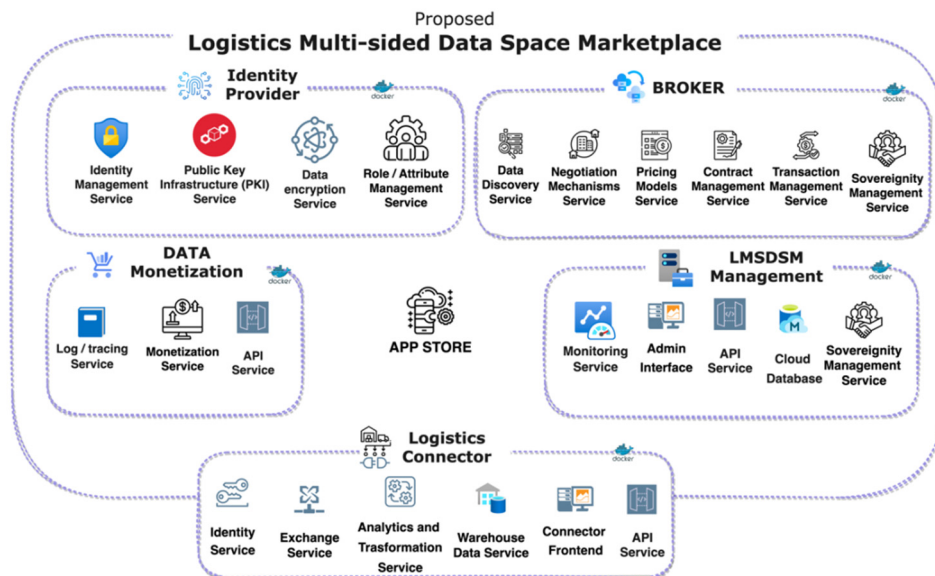 Proposed
Logistics Multi-sided Data Space Marketplace
Identity
Provider
docker
Identity
Management
Service
Public Key
Infrastructure (PKI)
Service
Data
encryption
Service
Role / Attribute
Management
Service
BROKER
docker
Data
Discovery
Service
Negotiation
Mechanisms
Service
Pricing
Models
Service
Contract
Management
Service
Transaction
Management
Service
Sovereignity
Management
Service
DATA
Monetization
docker
Log / tracing
Service
Monetization
Service
API
Service
APP STORE
LMSDSM
Management
docker
Monitoring
Service
Admin
Interface
API
Service
M
Cloud
Database
Sovereignity
Management
Service
Logistics
Connector
docker
Identity
Service
Exchange
Service
Analytics and
Trasformation
Service
Warehouse
Data Service
Connector
Frontend
API
Service